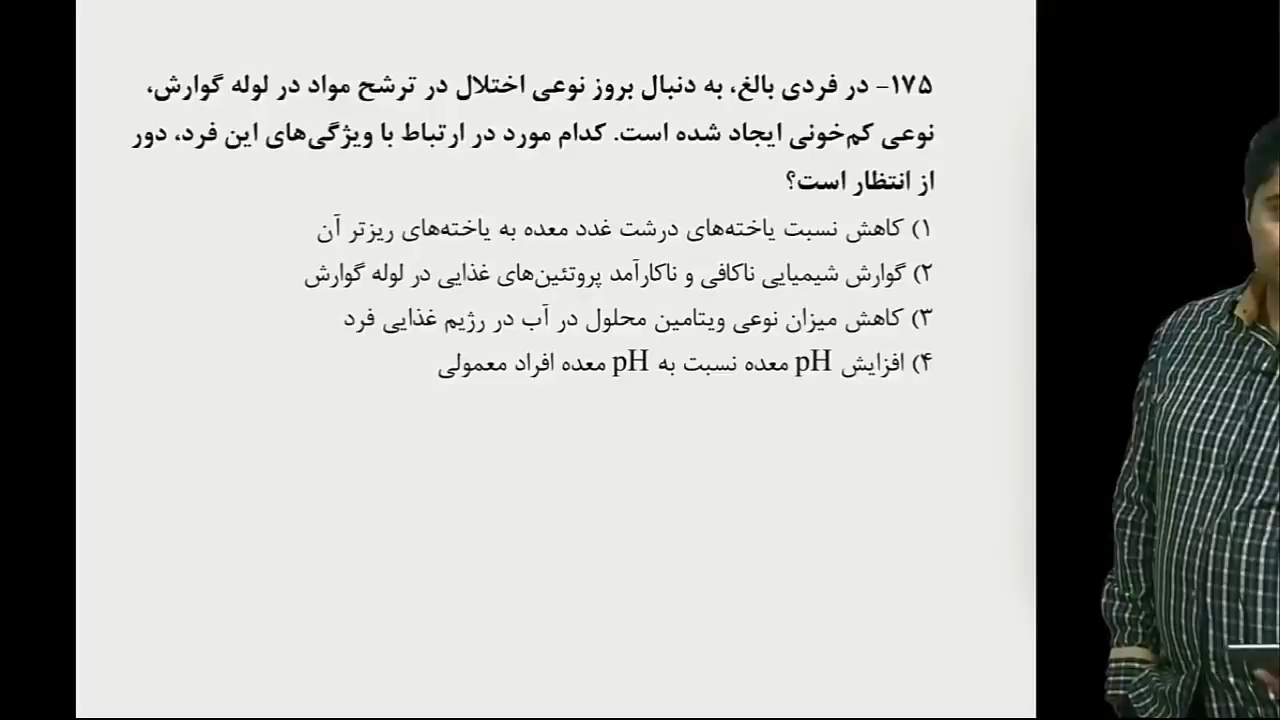 ۱۷۵- در فردی بالغ، به دنبال بروز نوعی اختلال در ترشح مواد در لوله گوارش،
نوعی کم‌خونی ایجاد شده است. کدام مورد در ارتباط با ویژگی‌های این فرد، دور
از انتظار است؟
۱) کاهش نسبت یاخته‌های درشت غدد معده به یاخته‌های ریزتر آن
۲) گوارش شیمیایی ناکافی و ناکارآمد پروتئین‌های غذایی در لوله گوارش
۳) کاهش میزان نوعی ویتامین محلول در آب در رژیم غذایی فرد
۴) افزایش pH معده نسبت به pH معده افراد معمولی